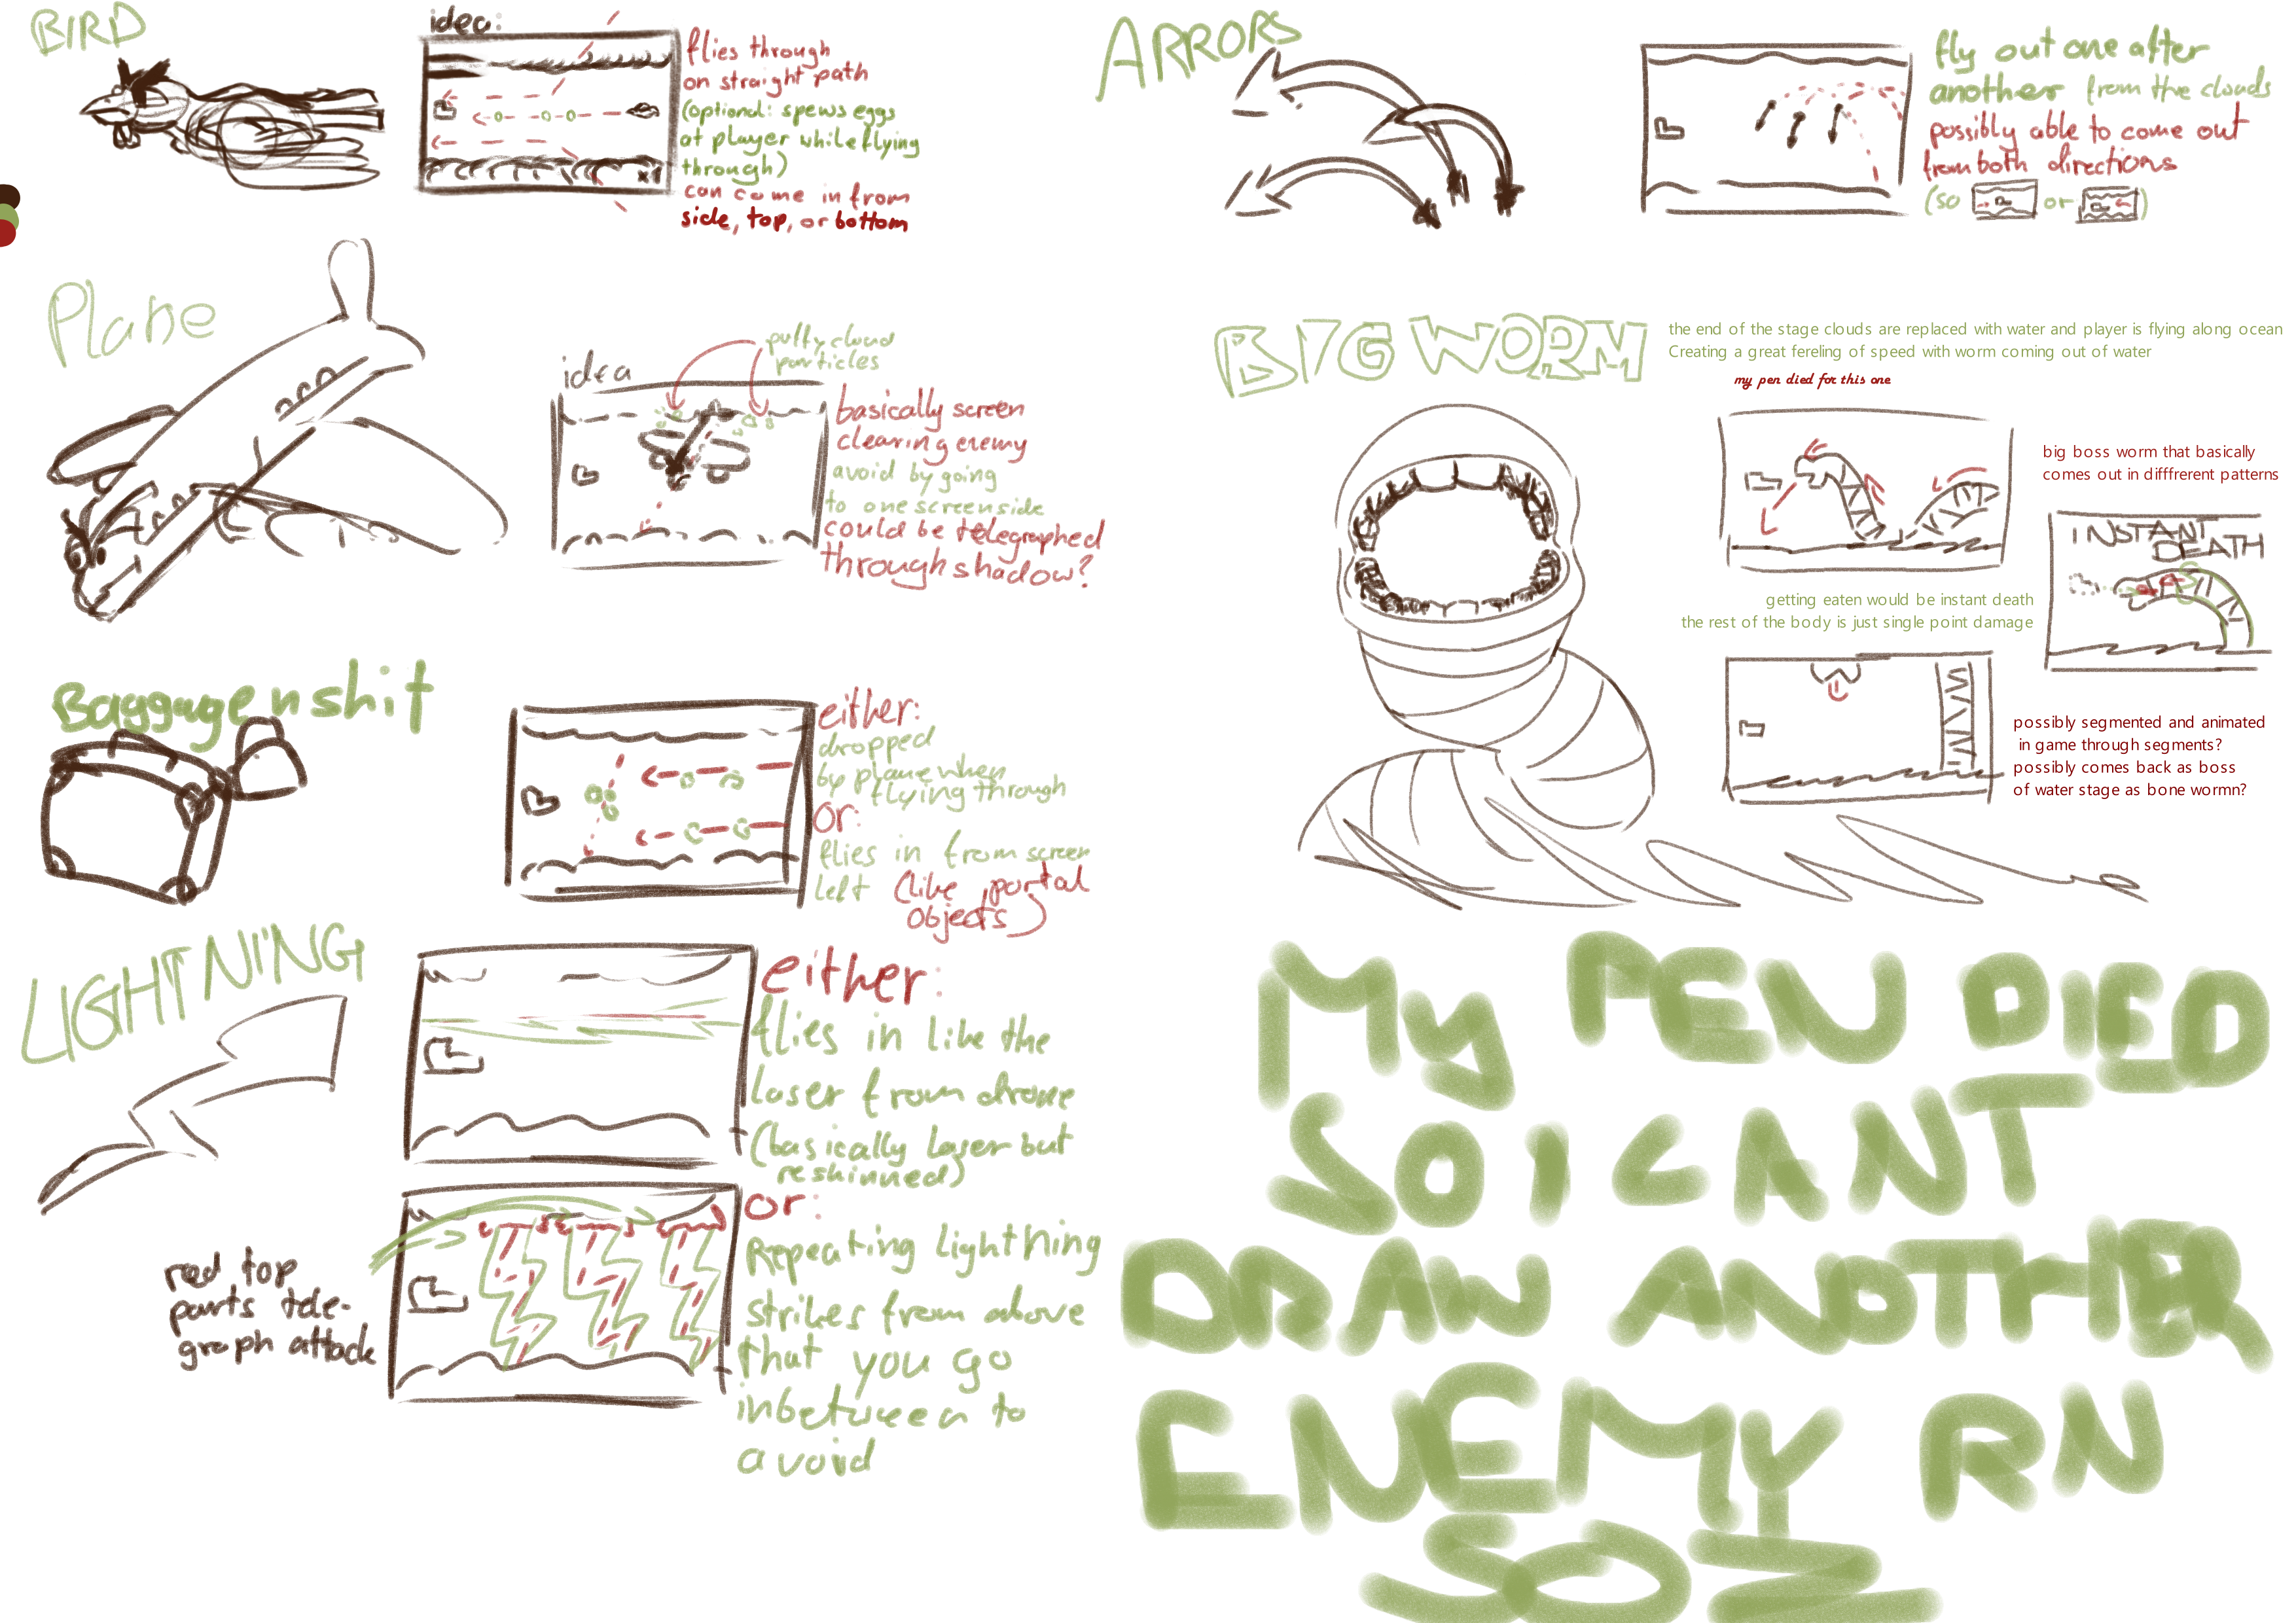 BIRD
idea:
flies through
on straight path
(optional: spews eggs
at player while flying
through)
can come in from
side, top, or bottom
x1
Plane
idea
puffy cloud
particles
basically screen
clearing enemy
avoid by going
to one screenside
could be telegraphed
through shadow?
Baggage n shit
either:
dropped
by plane when
flying through
or:
flies in from screen
left (like portal
objects)
LIGHTNING
either:
flies in like the
laser from drone
(basically laser but
reskinned)
or:
Repeating lightning
strikes from above
that you go
inbetween to
avoid
red top
parts tele-
graph attack
ARRORS
fly out one after
another from the clouds
possibly able to come out
from both directions
(so or )
BIG WORM
the end of the stage clouds are replaced with water and player is flying along ocean
Creating a great fereling of speed with worm coming out of water
my pen died for this one
big boss worm that basically
comes out in difffrerent patterns
INSTANT
DEATH
getting eaten would be instant death
the rest of the body is just single point damage
possibly segmented and animated
in game through segments?
possibly comes back as boss
of water stage as bone wormn?
My PEN DIED
SO I CANT
DRAW ANOTHER
ENEMY RN
SOZ